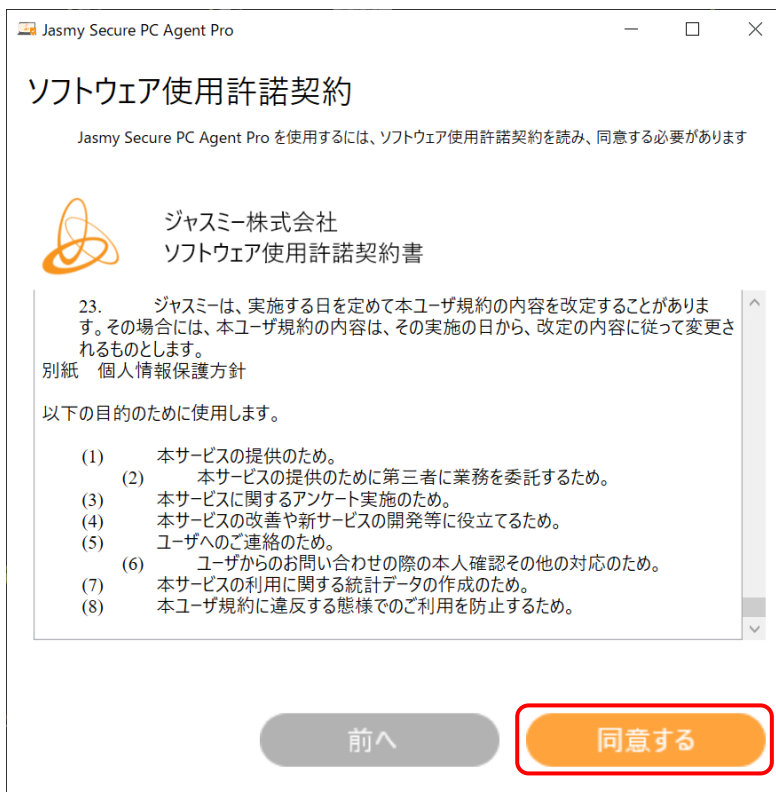 Jasmy Secure PC Agent Pro
ソフトウェア使用許諾契約
Jasmy Secure PC Agent Pro を使用するには、ソフトウェア使用許諾契約を読み、同意する必要があります
ジャスミー株式会社
ソフトウェア使用許諾契約書
23. ジャスミーは、実施する日を定めて本ユーザ規約の内容を改定することがありま
す。その場合には、本ユーザ規約の内容は、その実施の日から、改定の内容に従って変更さ
れるものとします。
別紙 個人情報保護方針
以下の目的のために使用します。
(1) 本サービスの提供のため。
(2) 本サービスの提供のために第三者に業務を委託するため。
(3) 本サービスに関するアンケート実施のため。
(4) 本サービスの改善や新サービスの開発等に役立てるため。
(5) ユーザへのご連絡のため。
(6) ユーザからのお問い合わせの際の本人確認その他の対応のため。
(7) 本サービスの利用に関する統計データの作成のため。
(8) 本ユーザ規約に違反する態様でのご利用を防止するため。
前へ
同意する